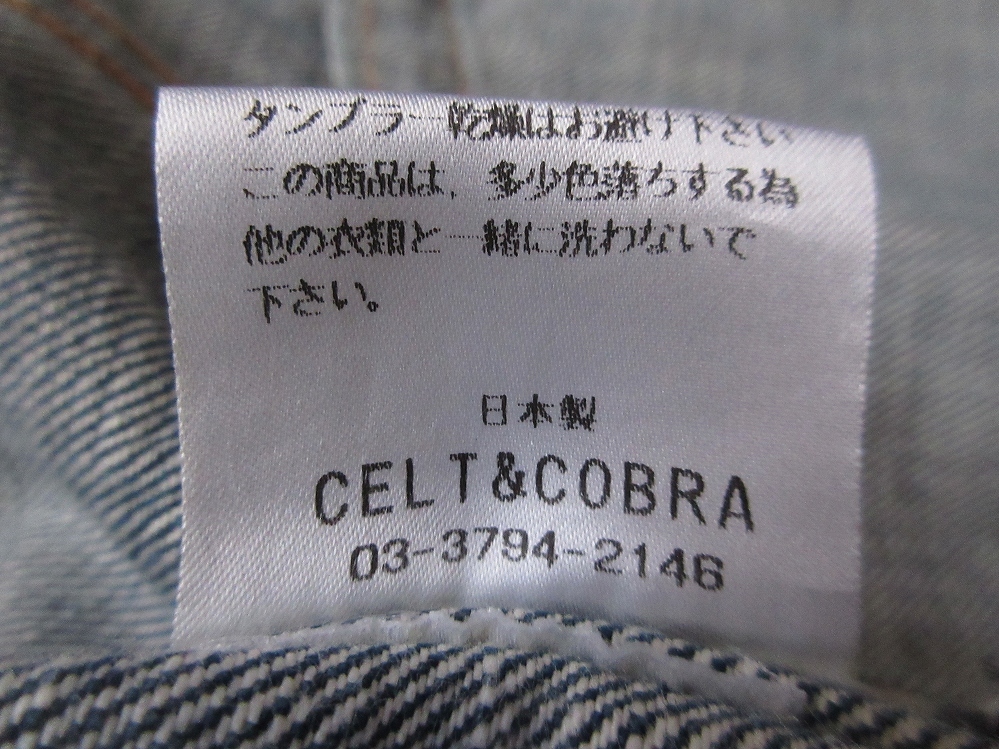 タンブラー乾燥はお避け下さい
この商品は、多少色落ちする為
他の衣類と一緒に洗わないで
下さい。
日本製
CELT&COBRA
03-3794-2146